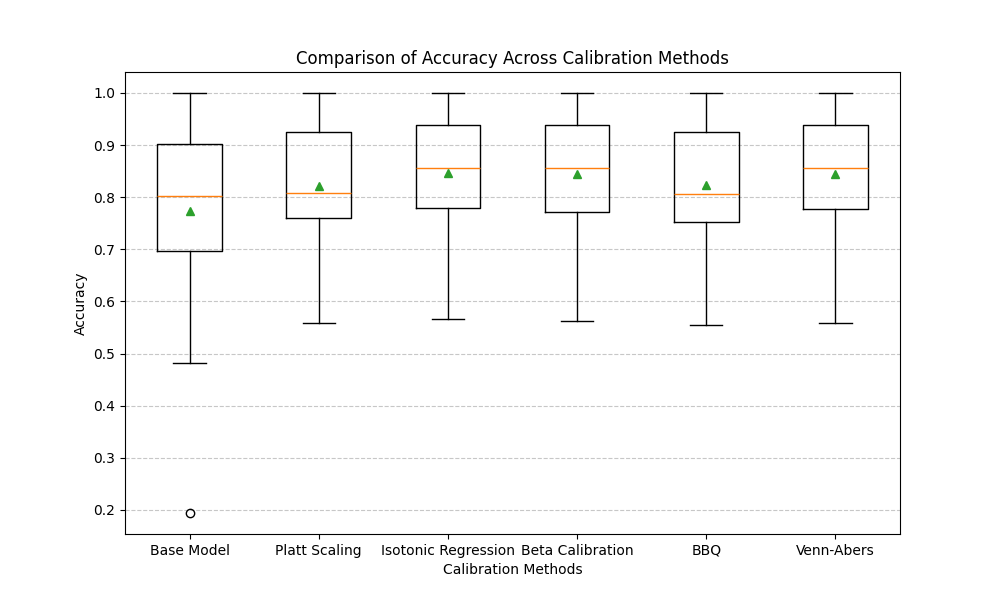 Comparison of Accuracy Across Calibration Methods
1.0
0.9
0.8
0.7
0.6
0.5
0.4
0.3
0.2
Accuracy
Base Model Platt Scaling Isotonic Regression Beta Calibration BBQ Venn-Abers
Calibration Methods